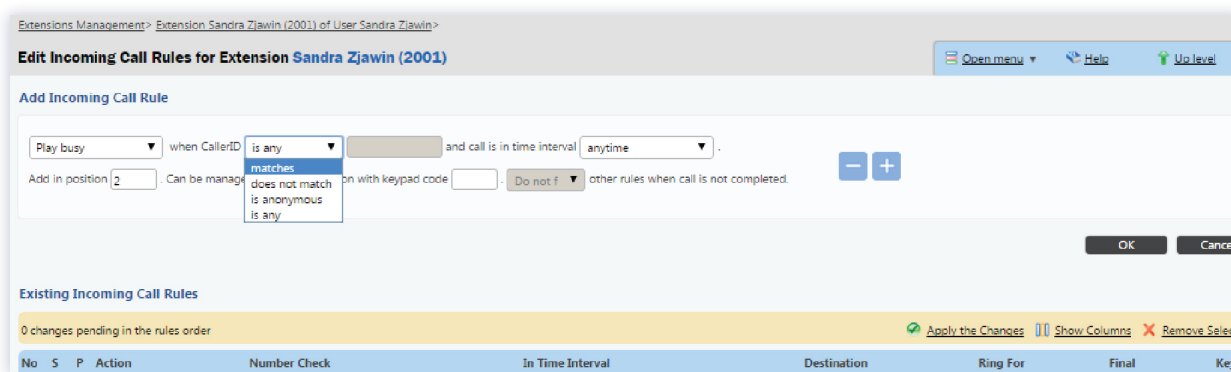 Extensions Management> Extension Sandra Zjawin (2001) of User Sandra Zjawin>
Edit Incoming Call Rules for Extension Sandra Zjawin (2001) Open menu Help Up level
Add Incoming Call Rule
Play busy when CallerID is any and call is in time interval anytime .
matches
Add in position 2 . Can be manage on with keypad code . Do not f other rules when call is not completed.
does not match
is anonymous
is any
OK Cance
Existing Incoming Call Rules
0 changes pending in the rules order Apply the Changes Show Columns Remove Selec
No S P Action Number Check In Time Interval Destination Ring For Final Key